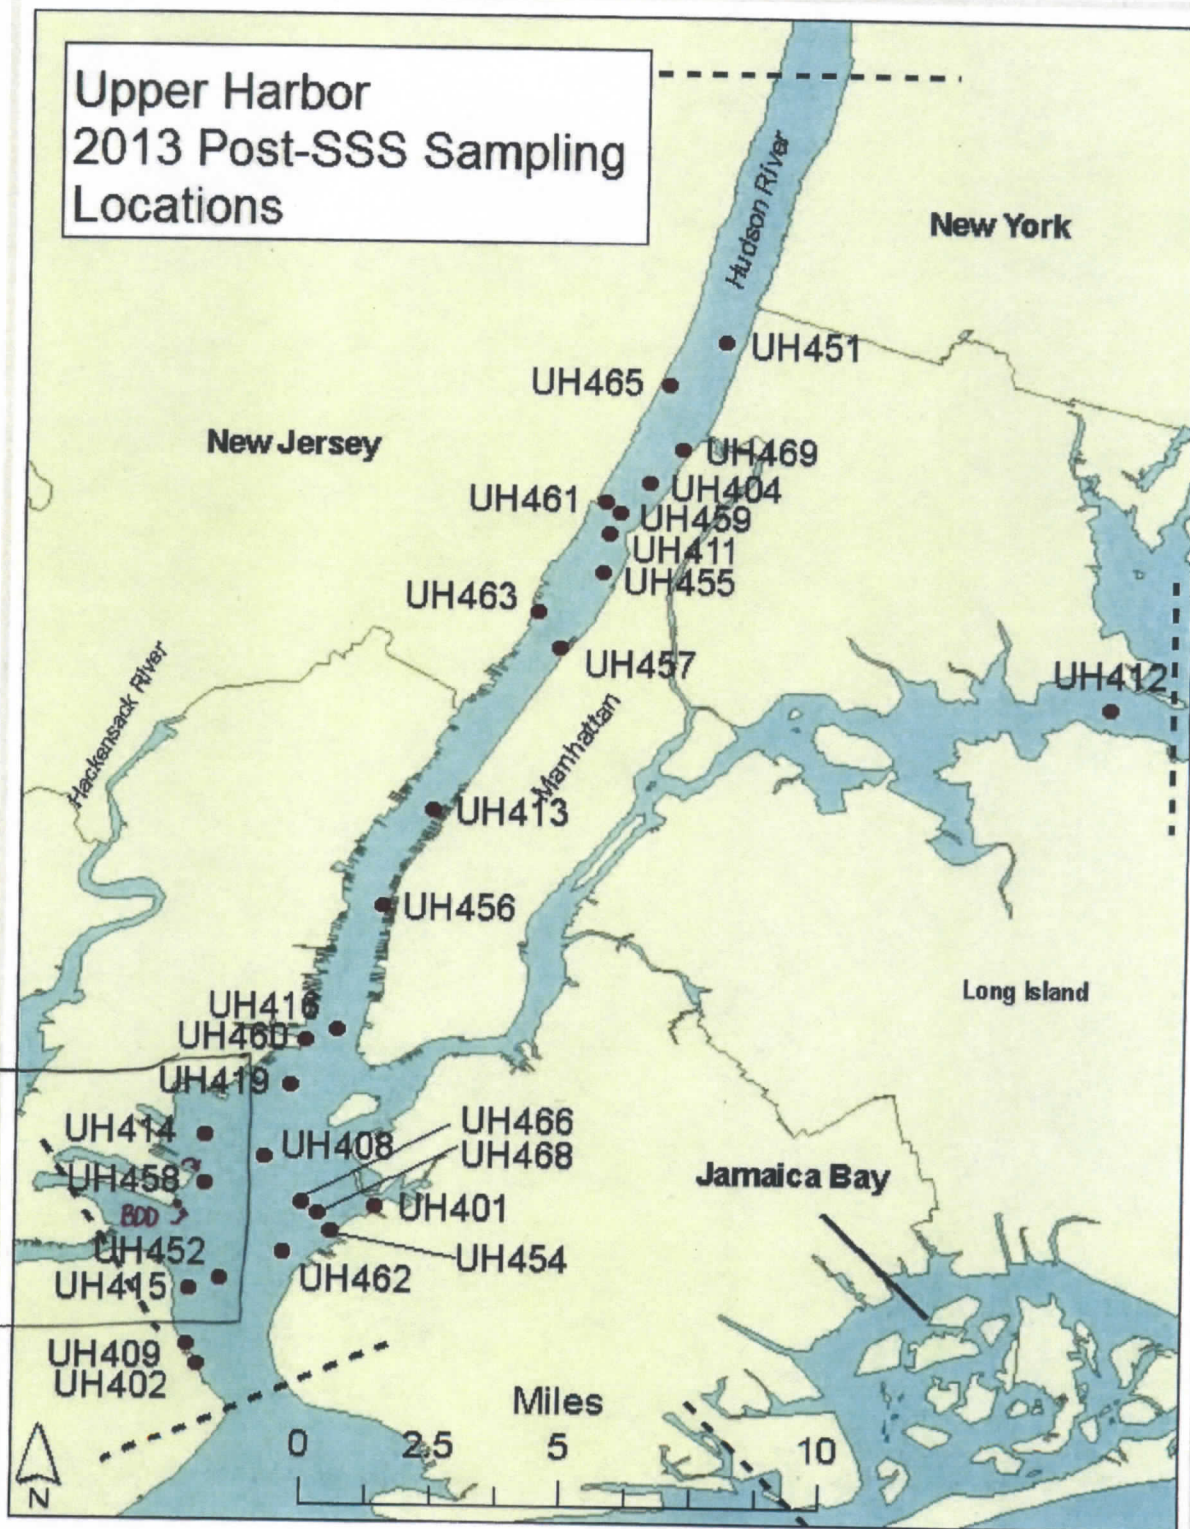 Upper Harbor
2013 Post-SSS Sampling
Locations
Hudson River
New York
UH451
UH465
New Jersey
UH469
UH461
UH404
UH459
UH411
UH455
UH463
UH457
UH412
Hackensack River
Manhattan
UH413
UH456
Long Island
UH416
UH460
UH419
UH414
UH408
UH466
UH468
UH458
Jamaica Bay
BDD
UH401
UH452
UH454
UH415
UH462
UH409
UH402
Miles
0 2.5 5 10
N